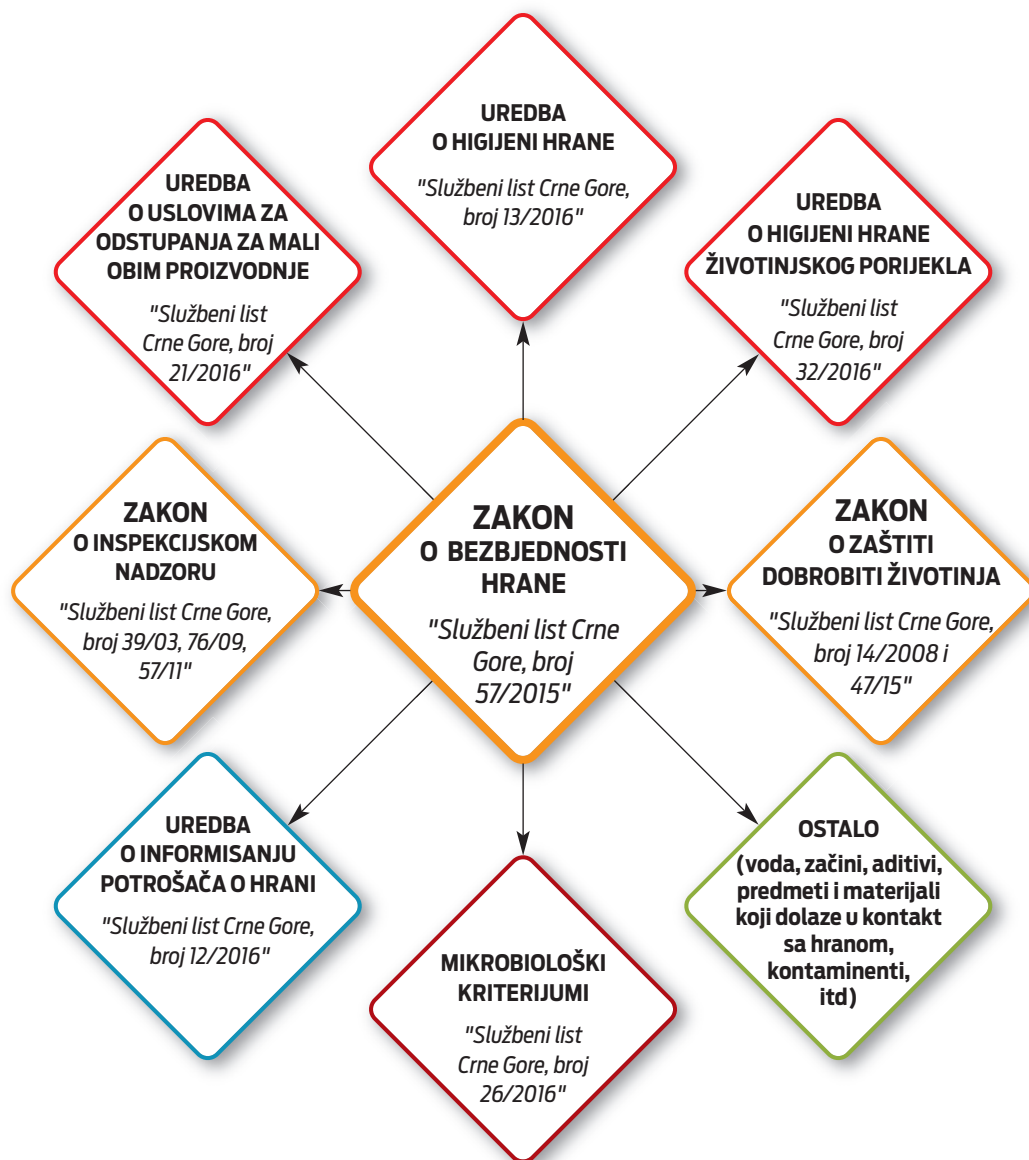 UREDBA
O HIGIJENI HRANE
"Službeni list Crne Gore,
broj 13/2016"
UREDBA
O USLOVIMA ZA
ODSTUPANJA ZA MALI
OBIM PROIZVODNJE
"Službeni list
Crne Gore, broj
21/2016"
UREDBA
O HIGIJENI HRANE
ŽIVOTINJSKOG PORIJEKLA
"Službeni list
Crne Gore, broj
32/2016"
ZAKON
O INSPEKCIJSKOM
NADZORU
"Službeni list Crne Gore,
broj 39/03, 76/09,
57/11"
ZAKON
O BEZBJEDNOSTI
HRANE
"Službeni list Crne
Gore, broj
57/2015"
ZAKON
O ZAŠTITI
DOBROBITI ŽIVOTINJA
"Službeni list Crne Gore,
broj 14/2008 i
47/15"
UREDBA
O INFORMISANJU
POTROŠAČA O HRANI
"Službeni list Crne Gore,
broj 12/2016"
MIKROBIOLOŠKI
KRITERIJUMI
"Službeni list
Crne Gore, broj
26/2016"
OSTALO
(voda, začini, aditivi,
predmeti i materijali
koji dolaze u kontakt
sa hranom,
kontaminenti,
itd)